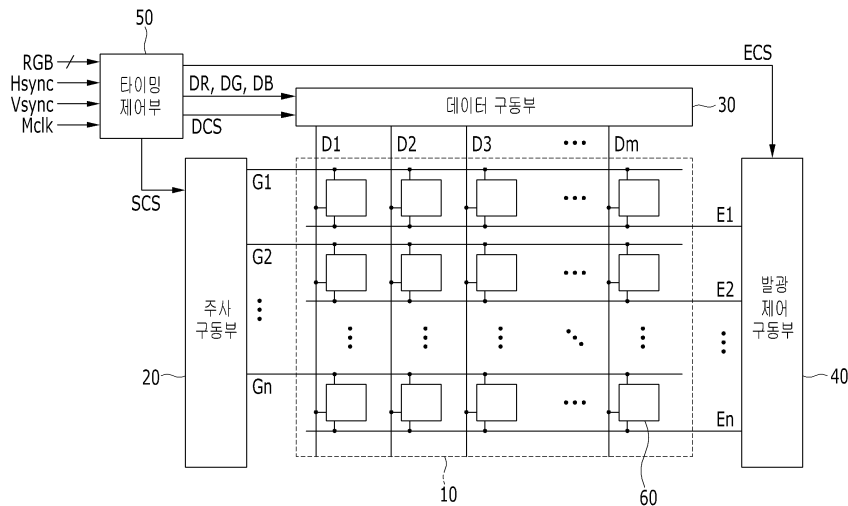 50
ECS
RGB
Hsync
Vsync
Mclk
타이밍
제어부
DR, DG, DB
DCS
데이터 구동부
30
D1
D2
D3
Dm
SCS
G1
E1
G2
E2
주사
구동부
발광
제어
구동부
20
40
Gn
En
10
60